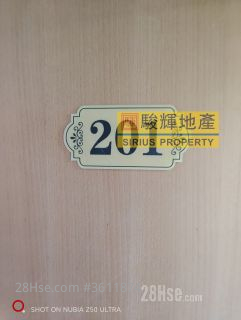 201
駿輝地產
SIRIUS PROPERTY
28Hse.com
28Hse.com
SHOT ON NUBIA Z50 ULTRA